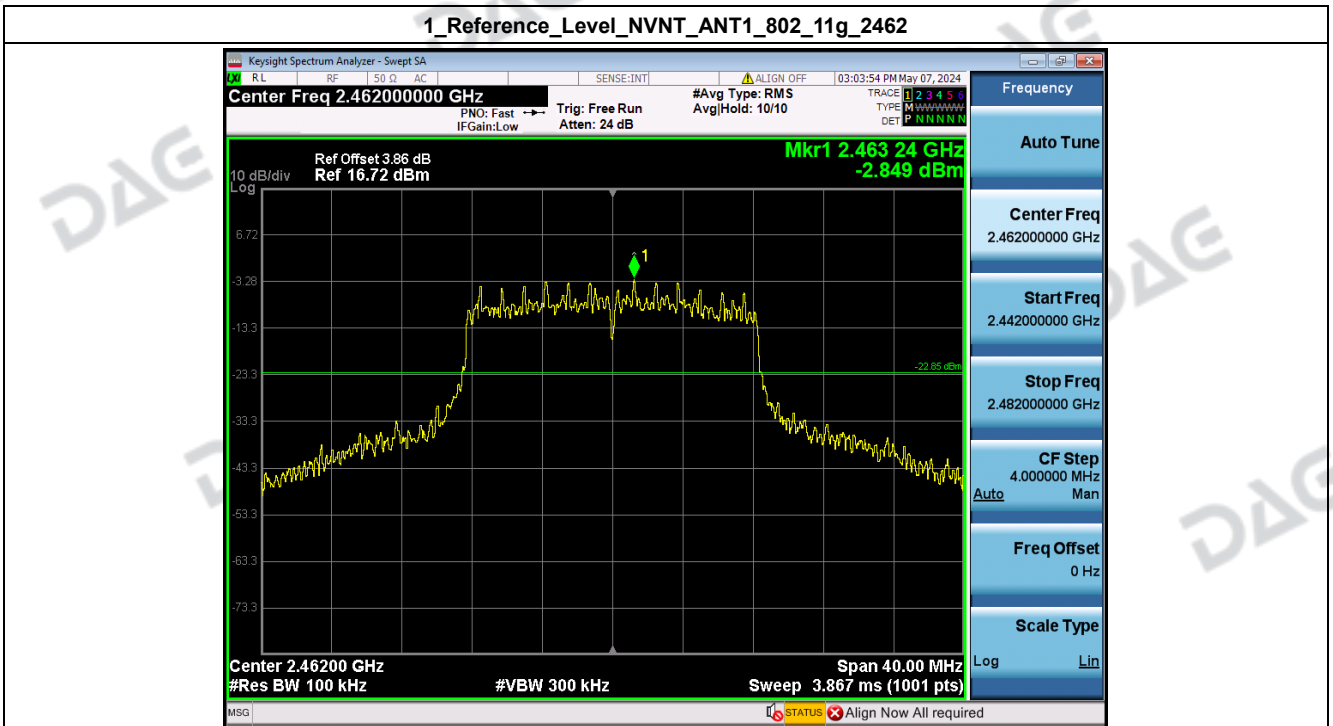 1_Reference_Level_NVNT_ANT1_802_11g_2462
Keysight Spectrum Analyzer - Swept SA
LXI RL RF 50 Ω AC SENSE:INT ALIGN OFF 03:03:54 PM May 07, 2024
Center Freq 2.462000000 GHz
PNO: Fast
IFGain:Low
Trig: Free Run
Atten: 24 dB
#Avg Type: RMS
Avg|Hold: 10/10
TRACE 1 2 3 4 5 6
TYPE M WWWWW
DET P N N N N N
Frequency
Auto Tune
Center Freq
2.462000000 GHz
Start Freq
2.442000000 GHz
Stop Freq
2.482000000 GHz
CF Step
4.000000 MHz
Auto Man
Freq Offset
0 Hz
Scale Type
Log Lin
Mkr1 2.463 24 GHz
-2.849 dBm
Ref Offset 3.86 dB
10 dB/div Ref 16.72 dBm
Log
6.72
-3.28
-13.3
-23.3
-33.3
-43.3
-53.3
-63.3
-73.3
1
-22.85 dBm
Center 2.46200 GHz Span 40.00 MHz
#Res BW 100 kHz #VBW 300 kHz Sweep 3.867 ms (1001 pts)
MSG STATUS Align Now All required
DAG
DAG
DAG